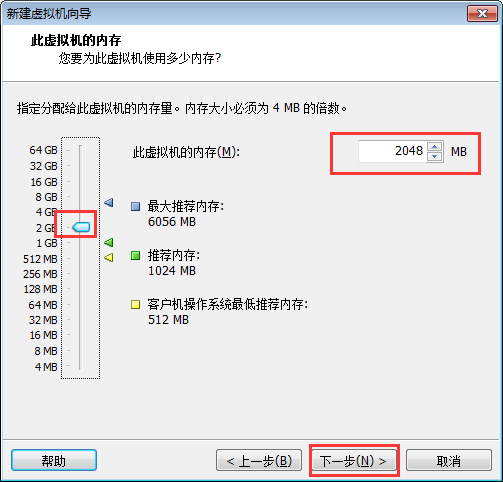 新建虚拟机向导
此虚拟机的内存
您要为此虚拟机使用多少内存?
指定分配给此虚拟机的内存量。内存大小必须为 4 MB 的倍数。
64 GB
32 GB
16 GB
8 GB
4 GB
2 GB
1 GB
512 MB
256 MB
128 MB
64 MB
32 MB
16 MB
8 MB
4 MB
此虚拟机的内存(M):
2048 MB
最大推荐内存:
6056 MB
推荐内存:
1024 MB
客户机操作系统最低推荐内存:
512 MB
帮助
< 上一步(B)
下一步(N) >
取消